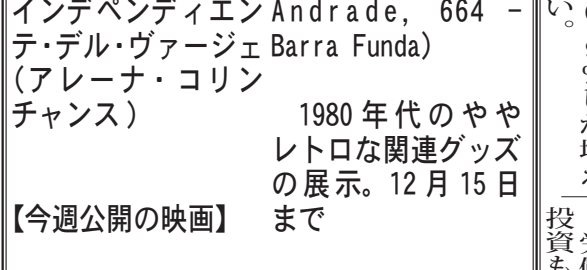 インデペンディエン
テ・デル・ヴァージェ
(アレーナ・コリン
チャンス)
【今週公開の映画】
Andrade, 664 -
Barra Funda)
1980年代のやや
レトロな関連グッズ
の展示。12月15日
まで
い。
投資も